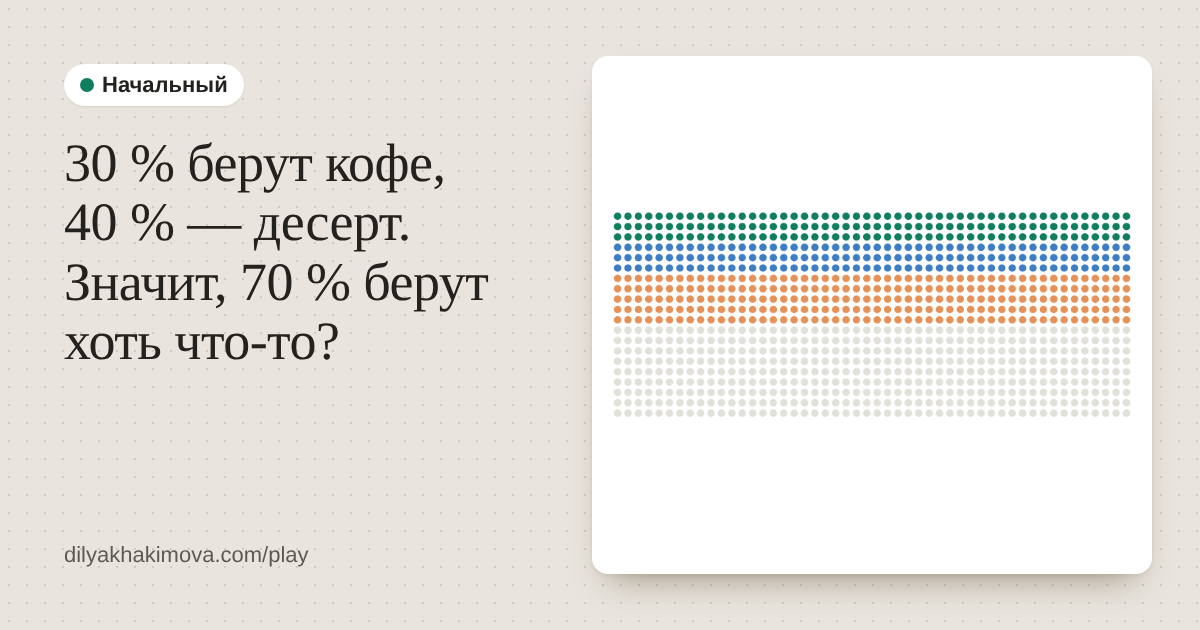 Начальный
30 % берут кофе,
40 % — десерт.
Значит, 70 % берут
хоть что-то?
dilyakhakimova.com/play